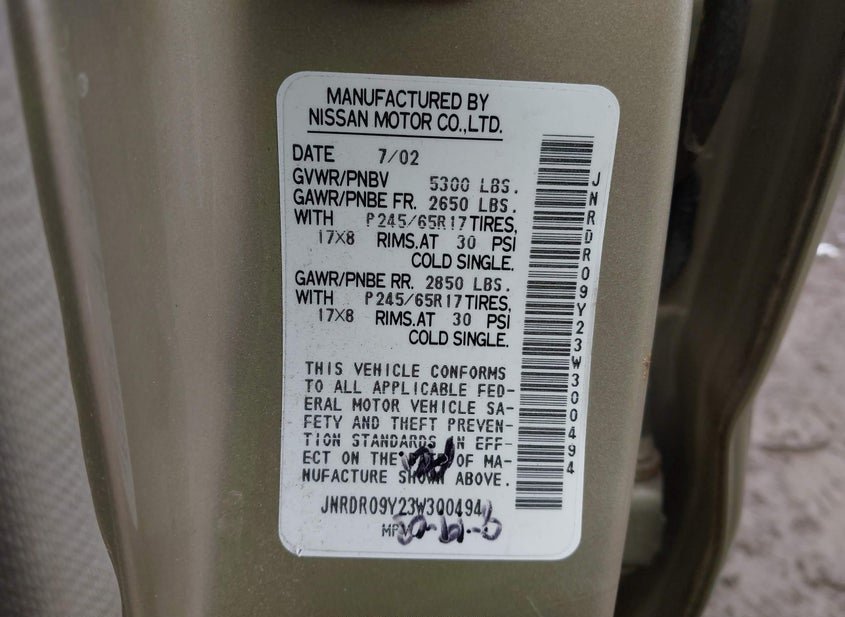 MANUFACTURED BY
NISSAN MOTOR CO.,LTD.
DATE 7/02
GVWR/PNBV 5300 LBS.
GAWR/PNBE FR. 2650 LBS.
WITH P245/65R17 TIRES,
17X8 RIMS.AT 30 PSI
COLD SINGLE.
GAWR/PNBE RR. 2850 LBS.
WITH P245/65R17 TIRES,
17X8 RIMS.AT 30 PSI
COLD SINGLE.
THIS VEHICLE CONFORMS
TO ALL APPLICABLE FED-
ERAL MOTOR VEHICLE SA-
FETY AND THEFT PREVEN-
TION STANDARDS IN EFF-
ECT ON THE OF MA-
NUFACTURE SHOWN ABOVE.
JNRDR09Y23W300494
JNRDR09Y23W300494